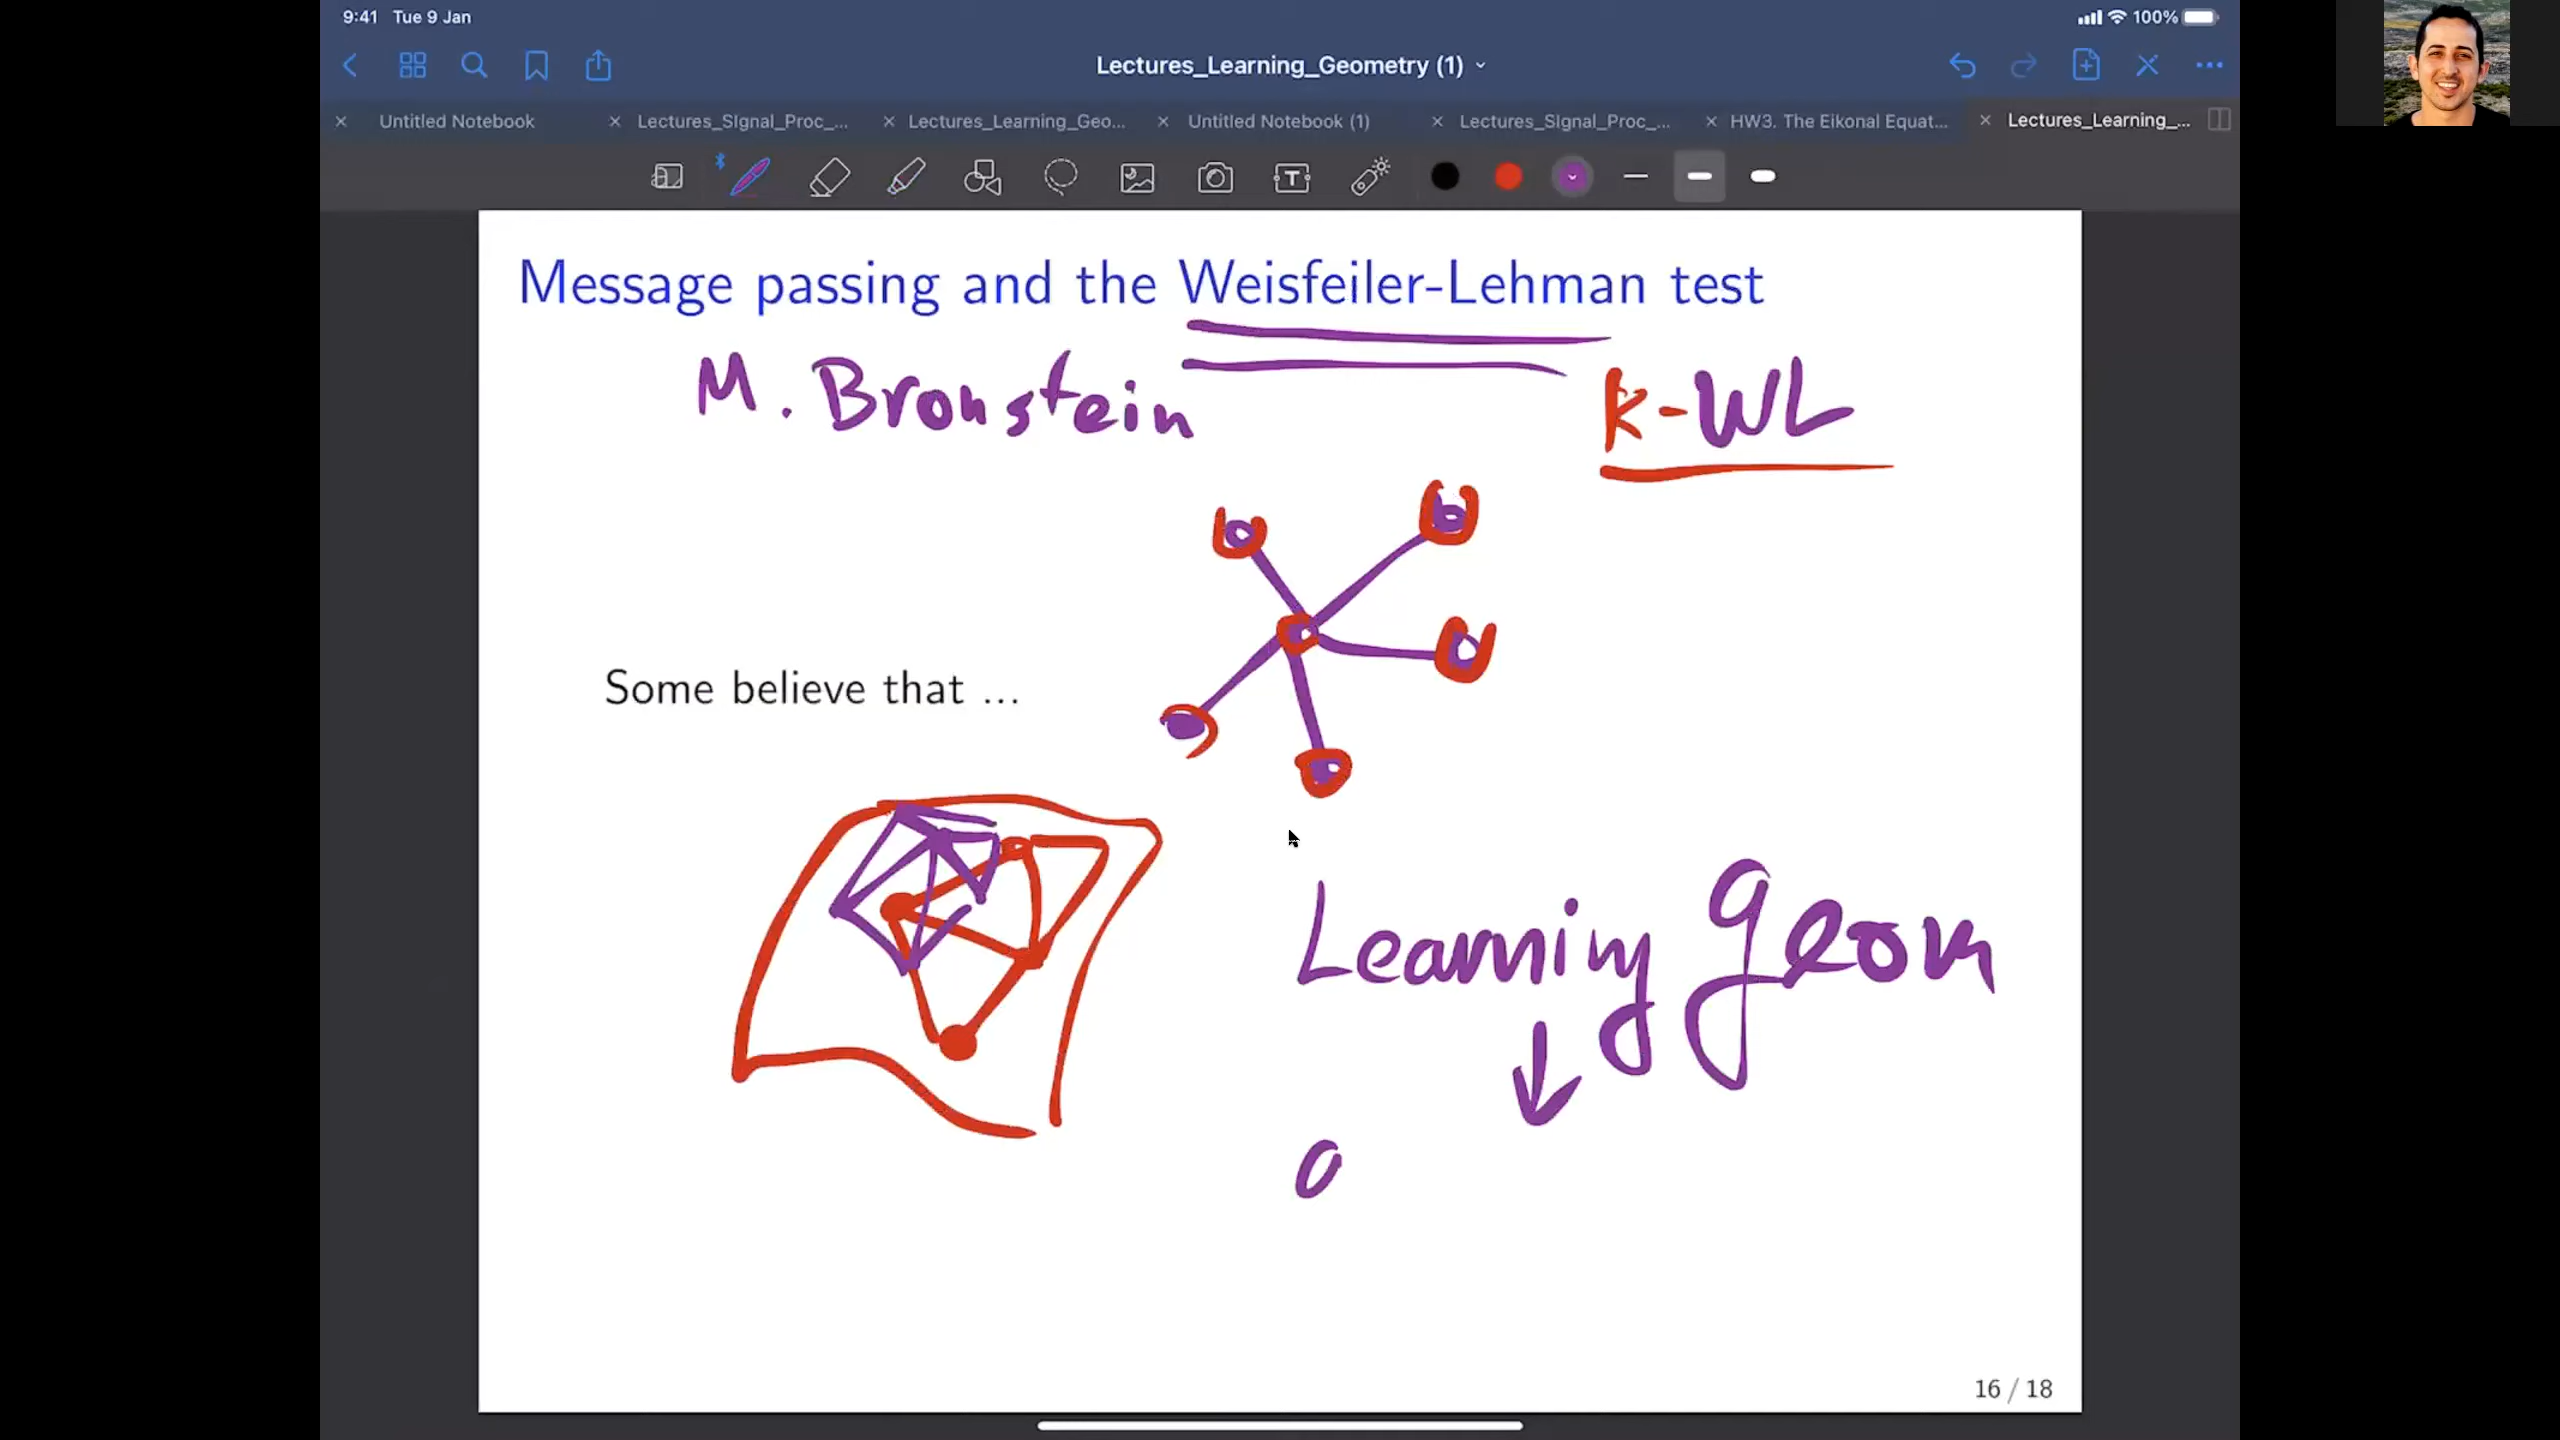 9:41 Tue 9 Jan 100%
Lectures_Learning_Geometry (1)
Untitled Notebook Lectures_SIgnal_Proc_... Lectures_Learning_Geo... Untitled Notebook (1) Lectures_SIgnal_Proc_... HW3. The Eikonal Equat... Lectures_Learning_...
Message passing and the Weisfeiler-Lehman test
M. Bronstein
k-WL
Some believe that ...
Learning geom
16 / 18